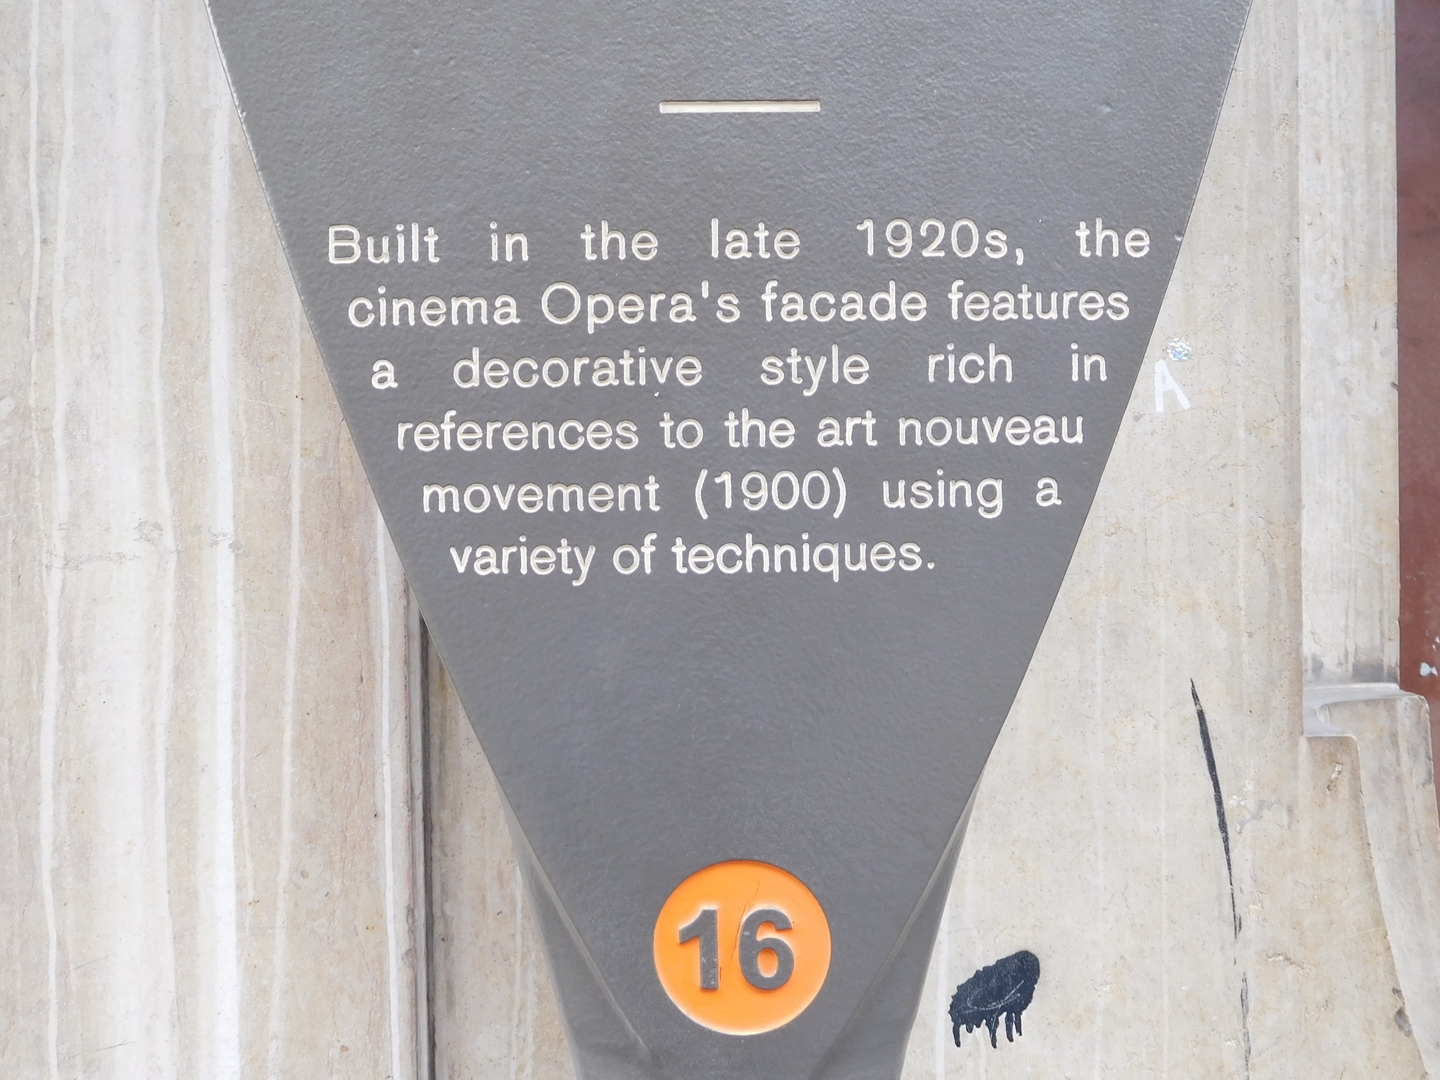 Built in the late 1920s, the
cinema Opera's facade features
a decorative style rich in
references to the art nouveau
movement (1900) using a
variety of techniques.
A
16